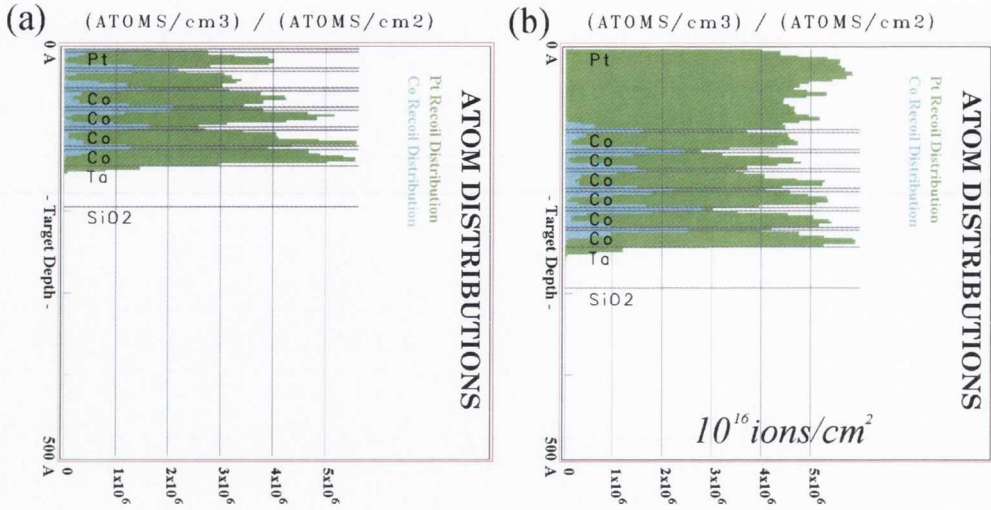 (a) (ATOMS/cm3) / (ATOMS/cm2)
0 A
- Target Depth -
500 A
Pt
Co
Co
Co
Co
Ta
SiO2
Pt Recoil Distribution
Co Recoil Distribution
ATOM DISTRIBUTIONS
0
1x10⁶
2x10⁶
3x10⁶
4x10⁶
5x10⁶
(b) (ATOMS/cm3) / (ATOMS/cm2)
0 A
- Target Depth -
500 A
Pt
Co
Co
Co
Co
Co
Co
Ta
SiO2
Pt Recoil Distribution
Co Recoil Distribution
ATOM DISTRIBUTIONS
10¹⁶ ions/cm²
0
1x10⁶
2x10⁶
3x10⁶
4x10⁶
5x10⁶